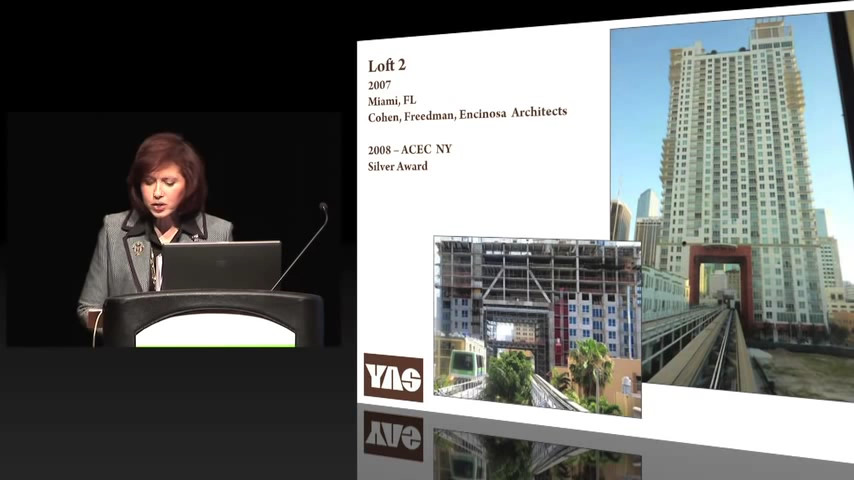 Loft 2
2007
Miami, FL
Cohen, Freedman, Encinosa Architects
2008 – ACEC NY
Silver Award
YAS